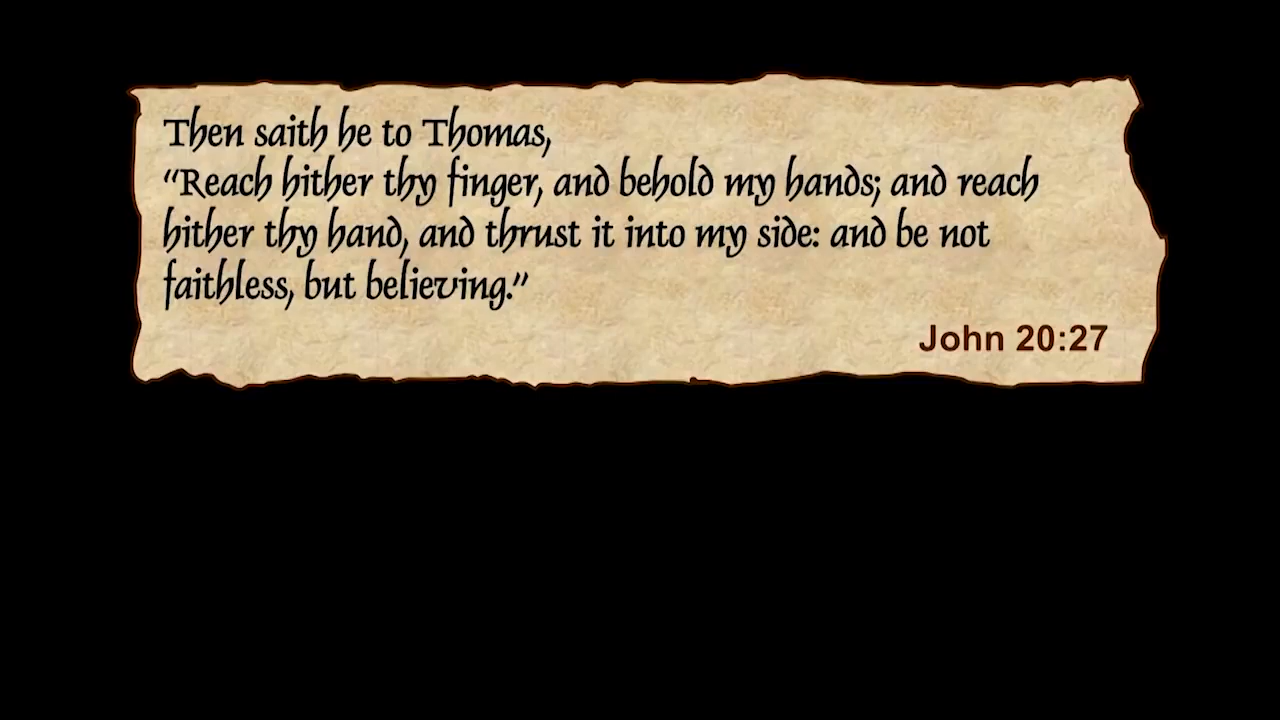 Then saith he to Thomas,
“Reach hither thy finger, and behold my hands; and reach
hither thy hand, and thrust it into my side: and be not
faithless, but believing.”
John 20:27